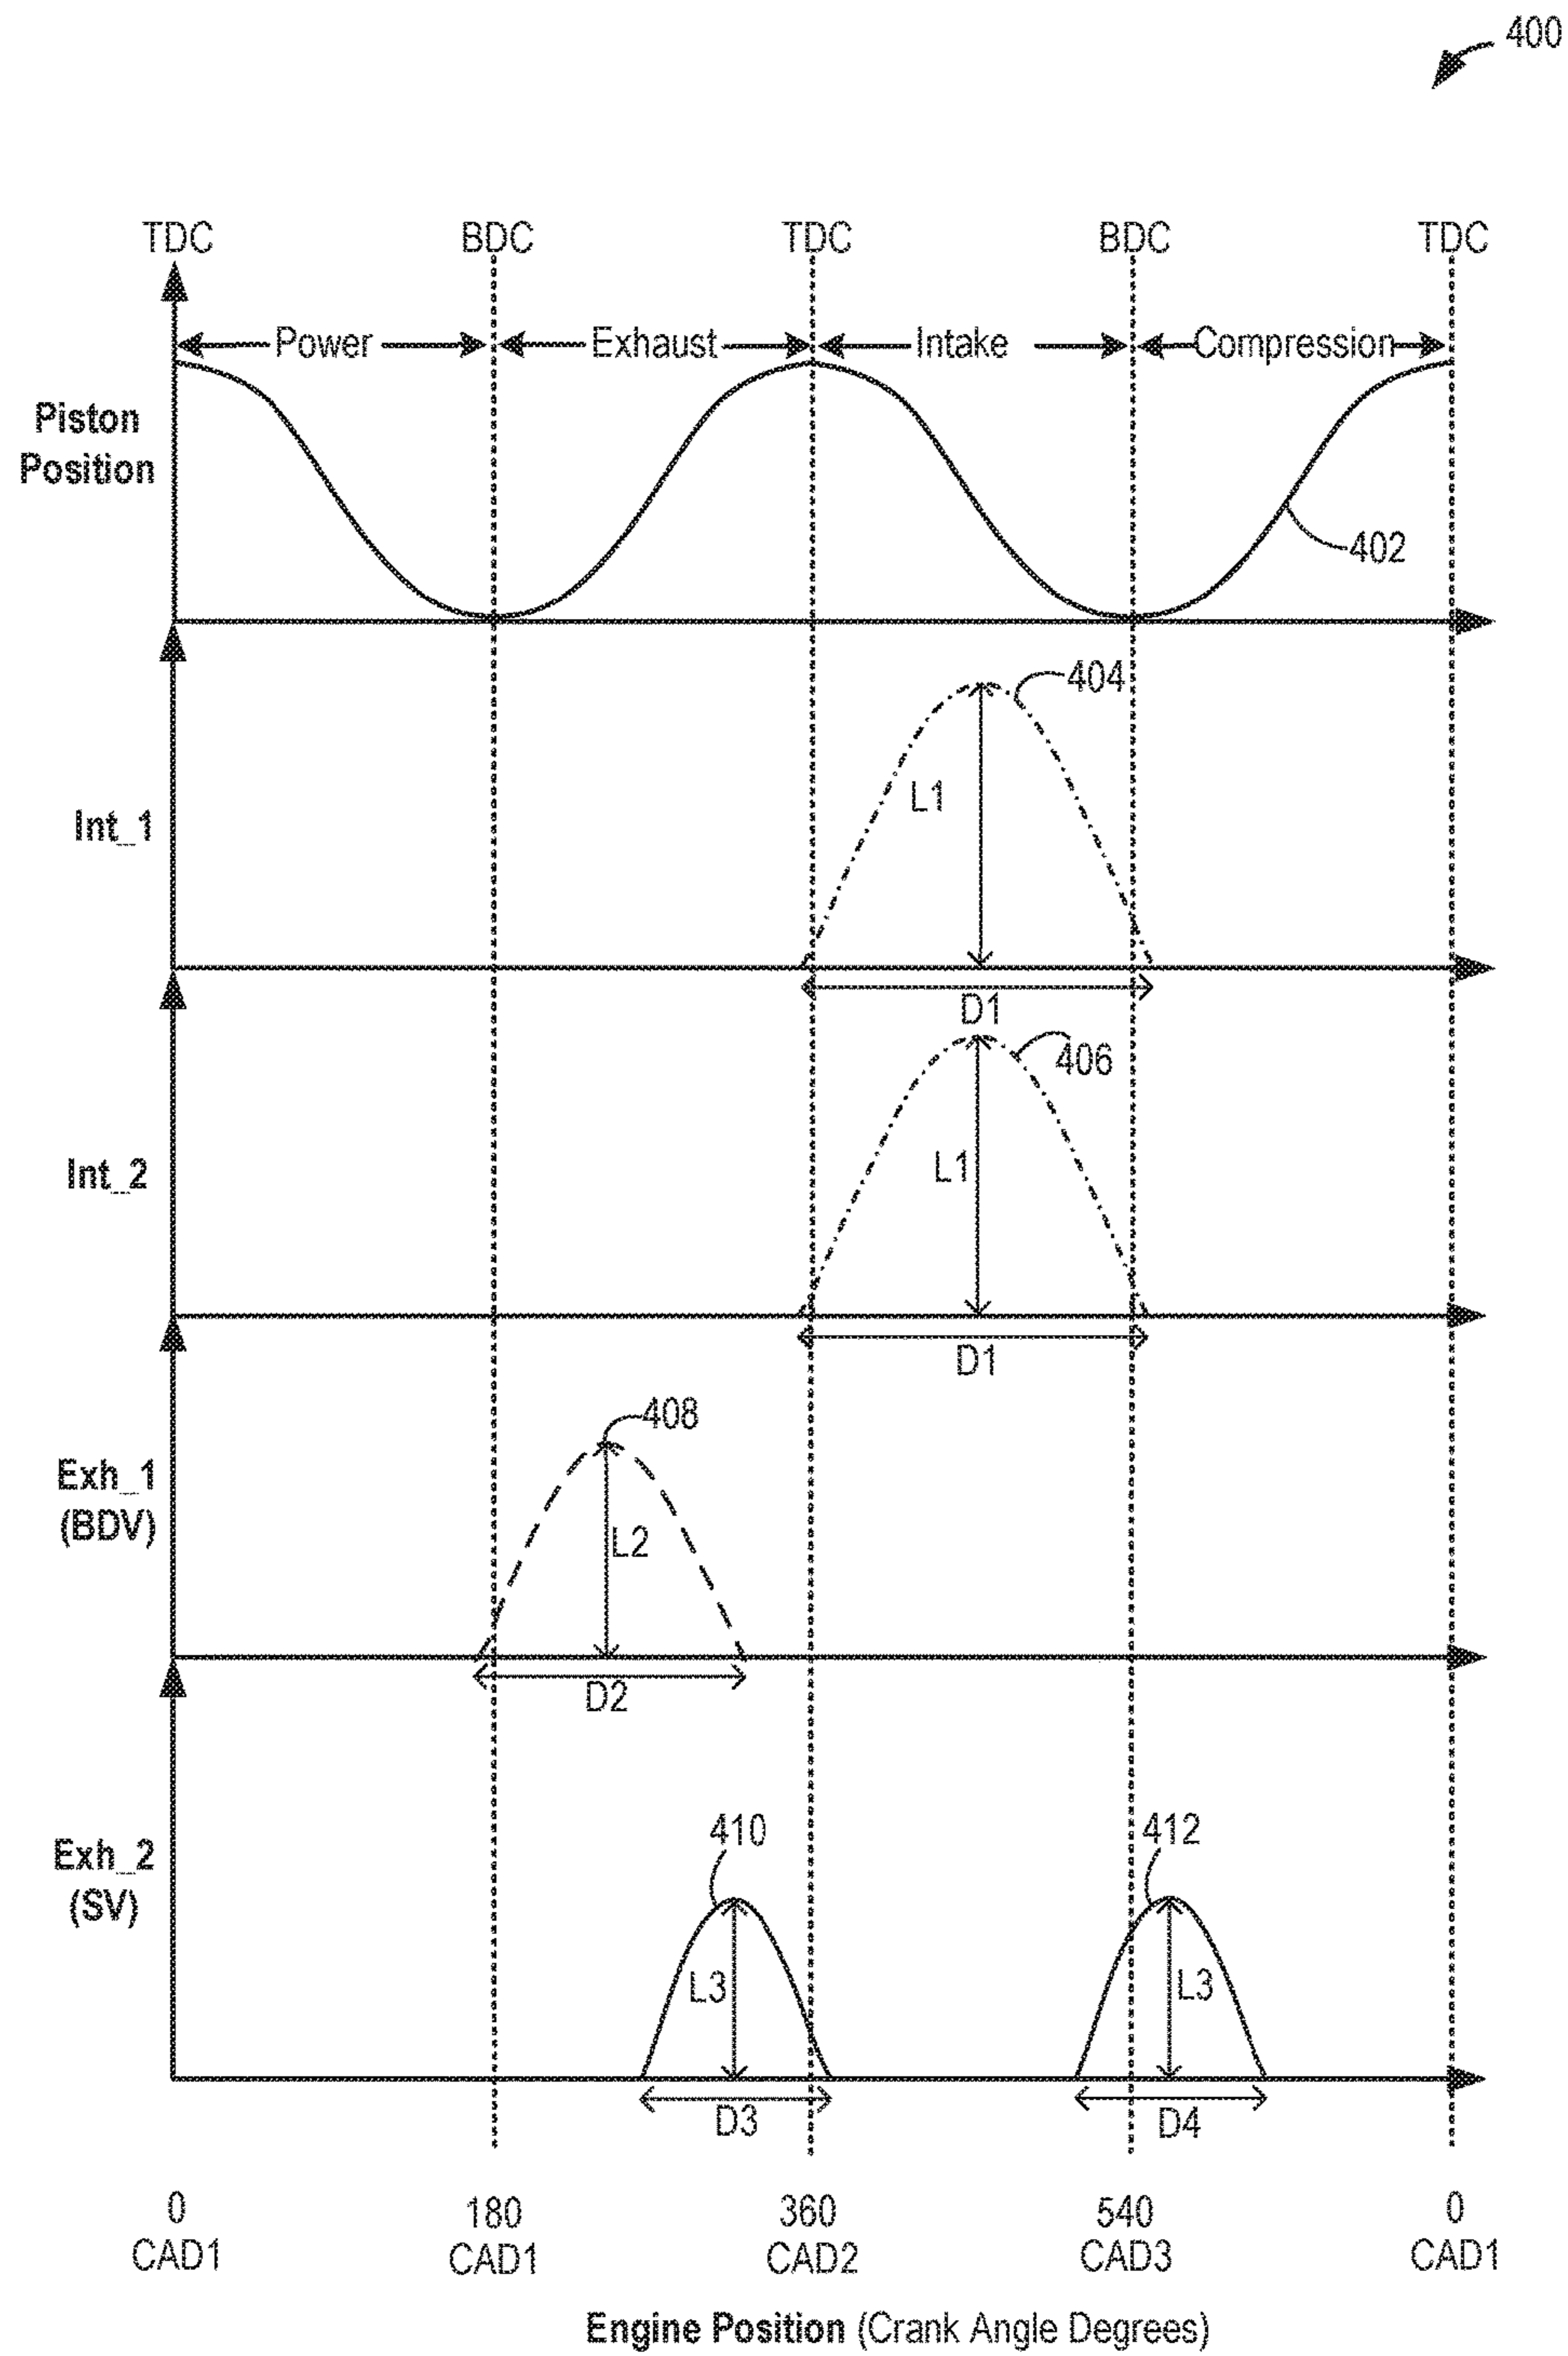 400
TDC BDC TDC BDC TDC
Power Exhaust Intake Compression
Piston
Position
402
404
L1
Int_1
D1
406
L1
Int_2
D1
408
Exh_1
(BDV)
L2
D2
410 412
Exh_2
(SV)
L3 L3
D3 D4
0 180 360 540 0
CAD1 CAD1 CAD2 CAD3 CAD1
Engine Position (Crank Angle Degrees)